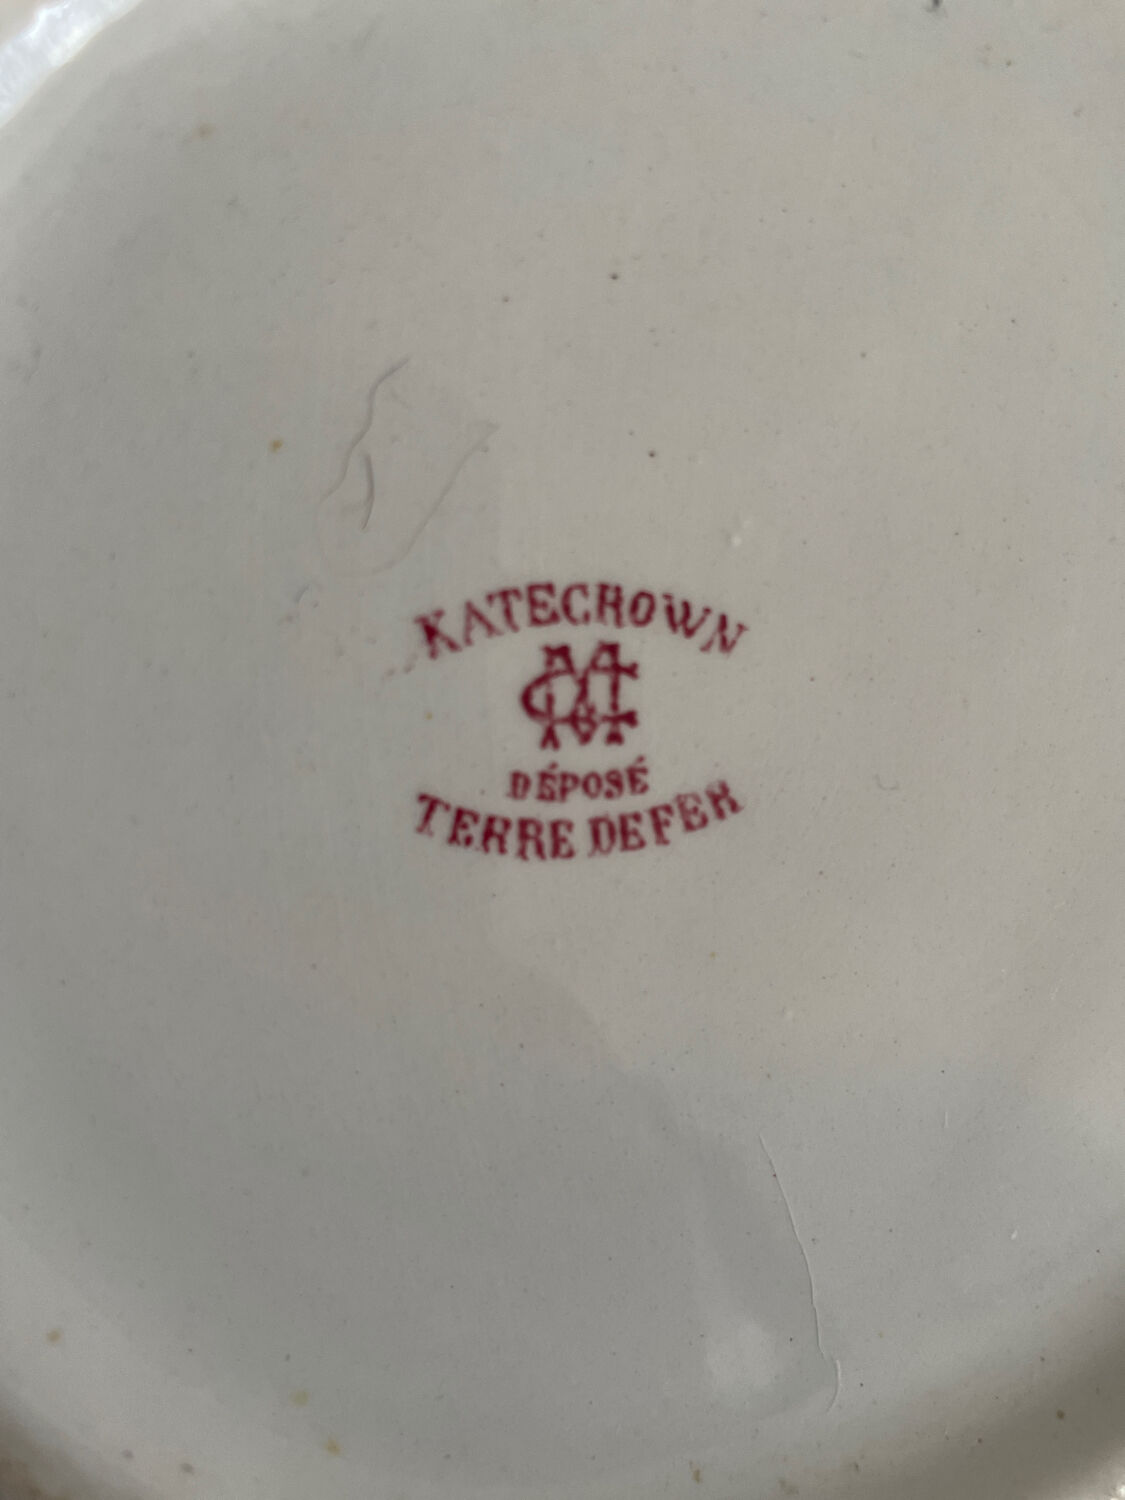 KATECROWN
DÉPOSÉ
TERRE DE FER